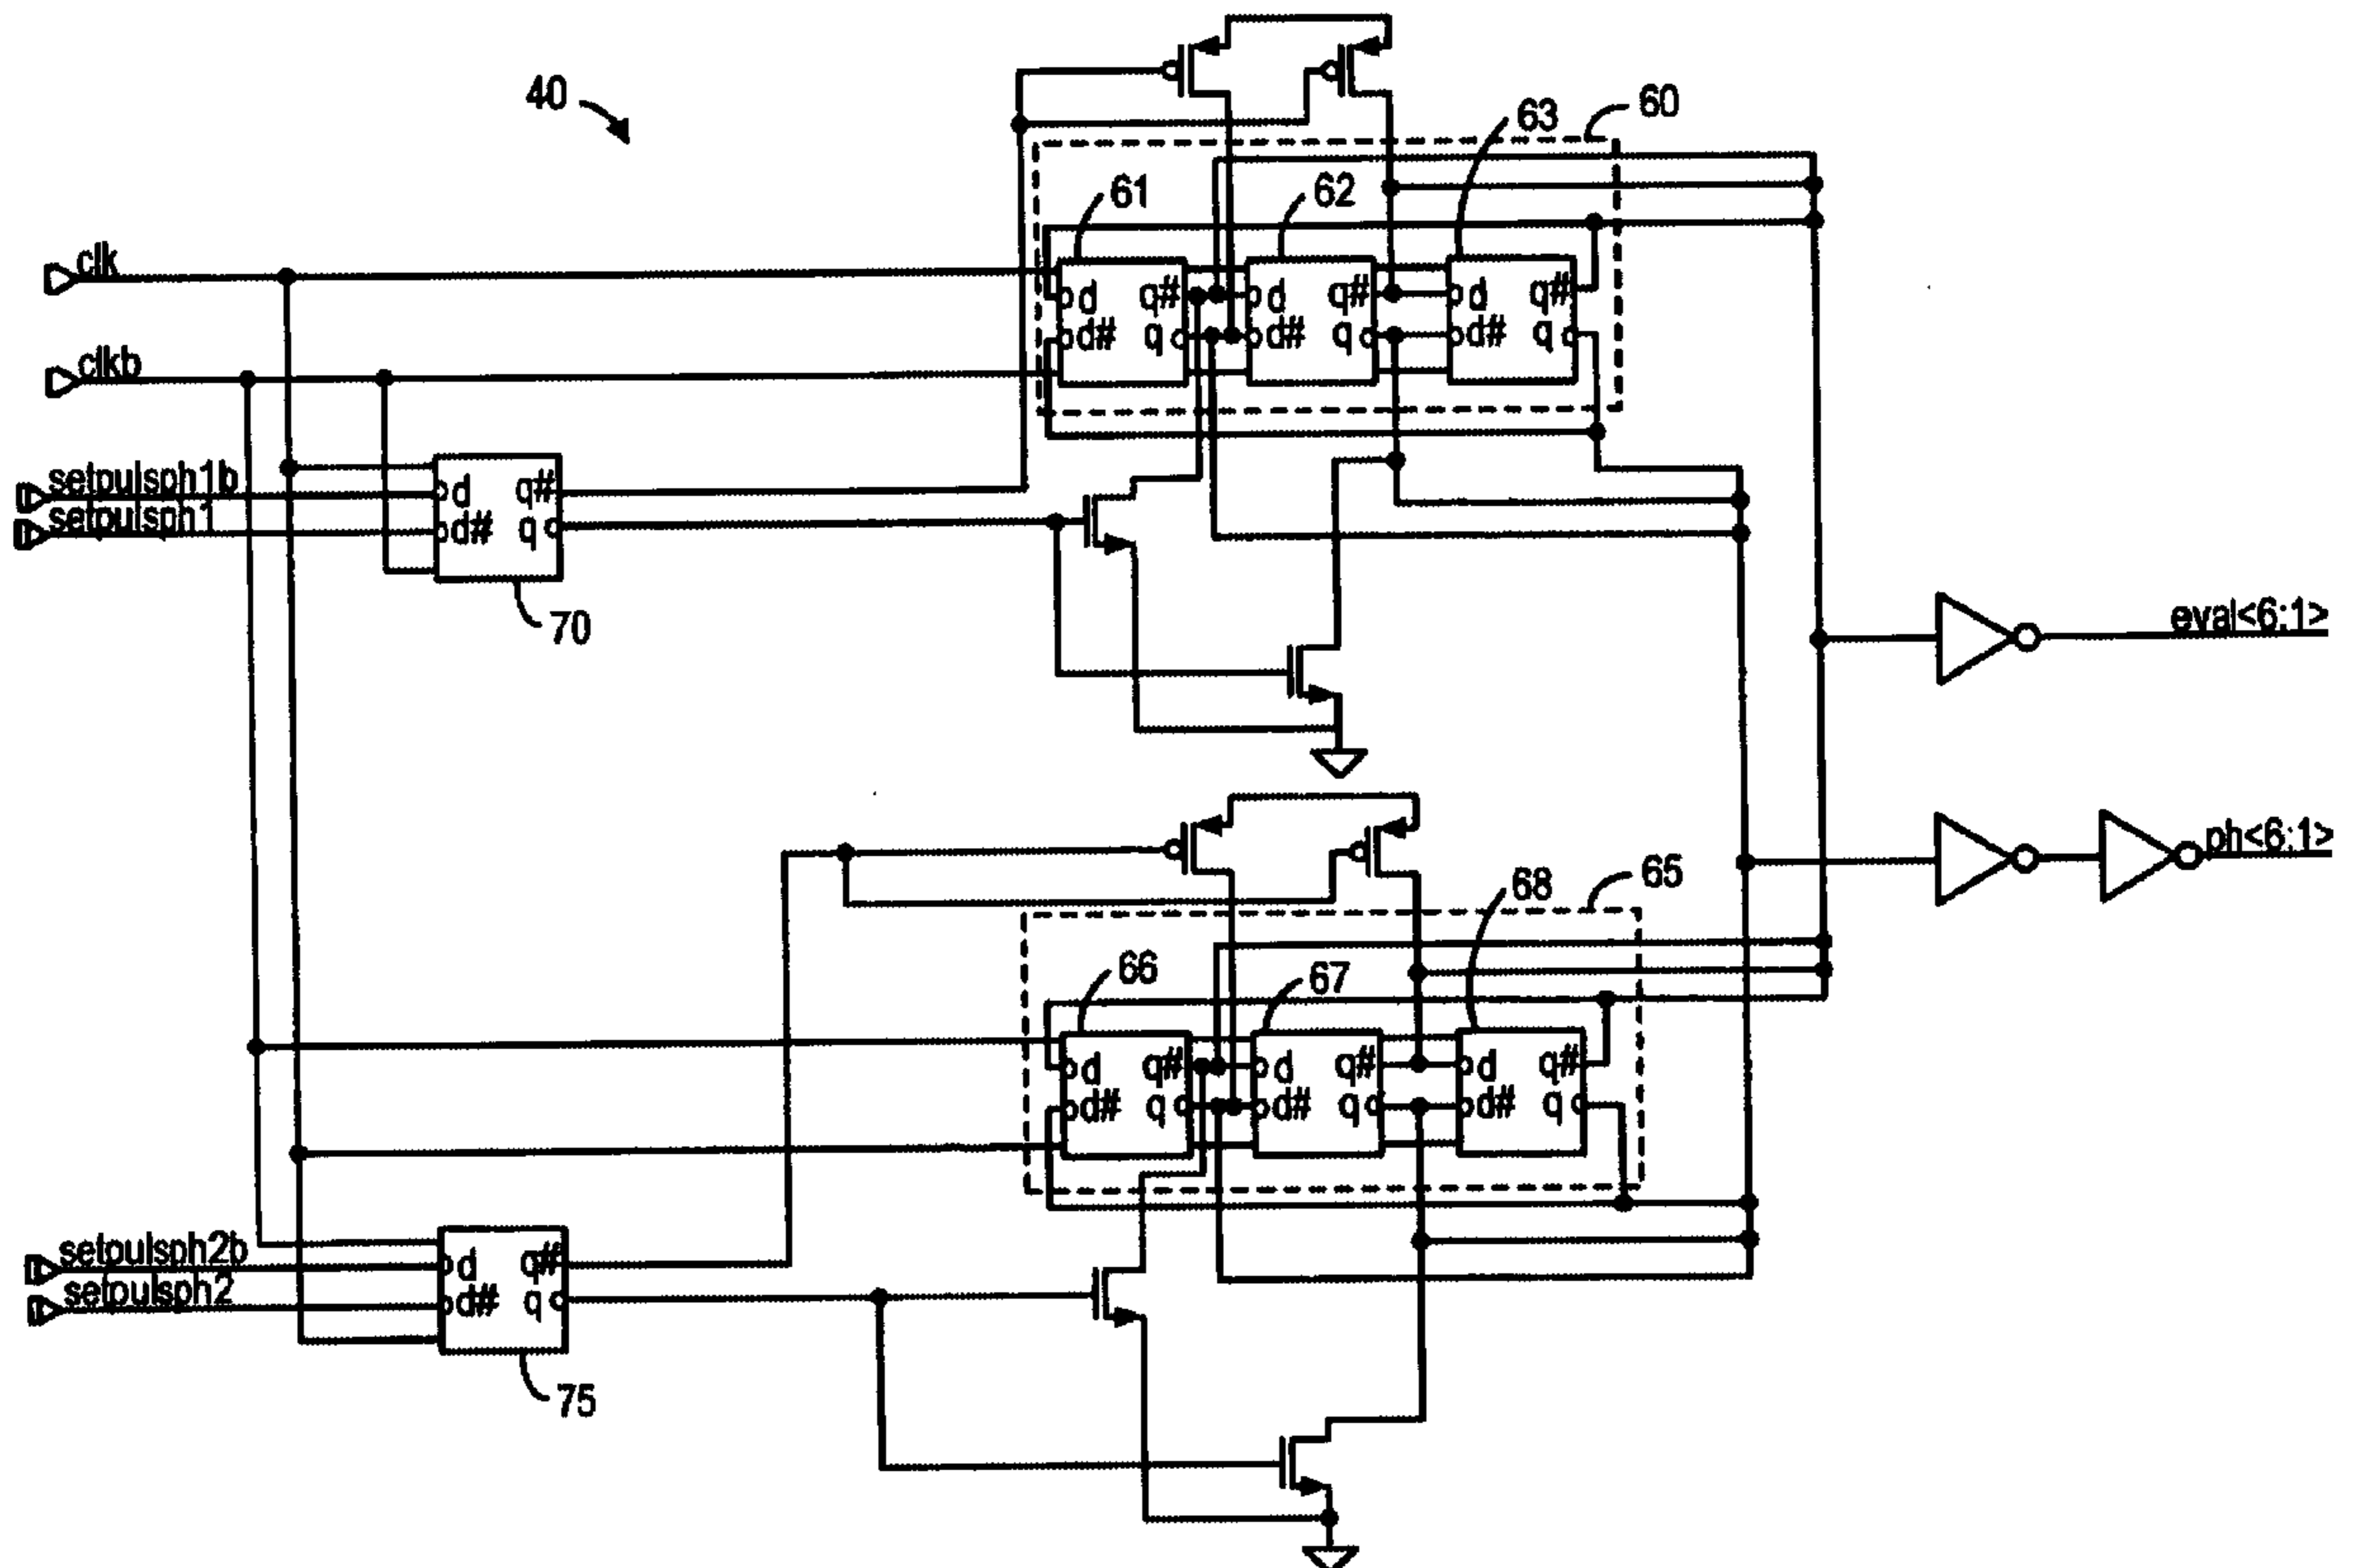 40
60
63
61
62
clk
d q# d q# d q#
d# q d# q d# q
clkb
setpulsph1b
d q#
setpulsph1
d# q
70
eval<6:1>
ph<6:1>
65
68
66
67
d q# d q# d q#
d# q d# q d# q
setpulsph2b
d q#
setpulsph2
d# q
75